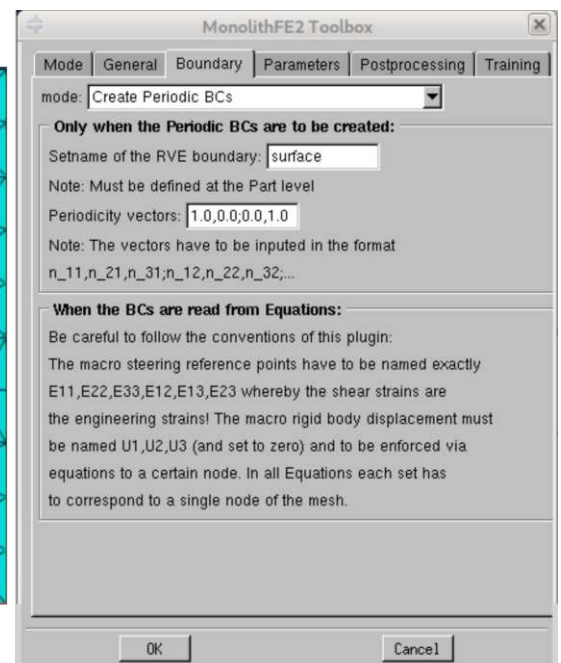 MonolithFE2 Toolbox
Mode General Boundary Parameters Postprocessing Training
mode: Create Periodic BCs
Only when the Periodic BCs are to be created:
Setname of the RVE boundary: surface
Note: Must be defined at the Part level
Periodicity vectors: 1.0,0.0;0.0,1.0
Note: The vectors have to be inputed in the format
n_11,n_21,n_31;n_12,n_22,n_32;...
When the BCs are read from Equations:
Be careful to follow the conventions of this plugin:
The macro steering reference points have to be named exactly
E11,E22,E33,E12,E13,E23 whereby the shear strains are
the engineering strains! The macro rigid body displacement must
be named U1,U2,U3 (and set to zero) and to be enforced via
equations to a certain node. In all Equations each set has
to correspond to a single node of the mesh.
OK Cancel